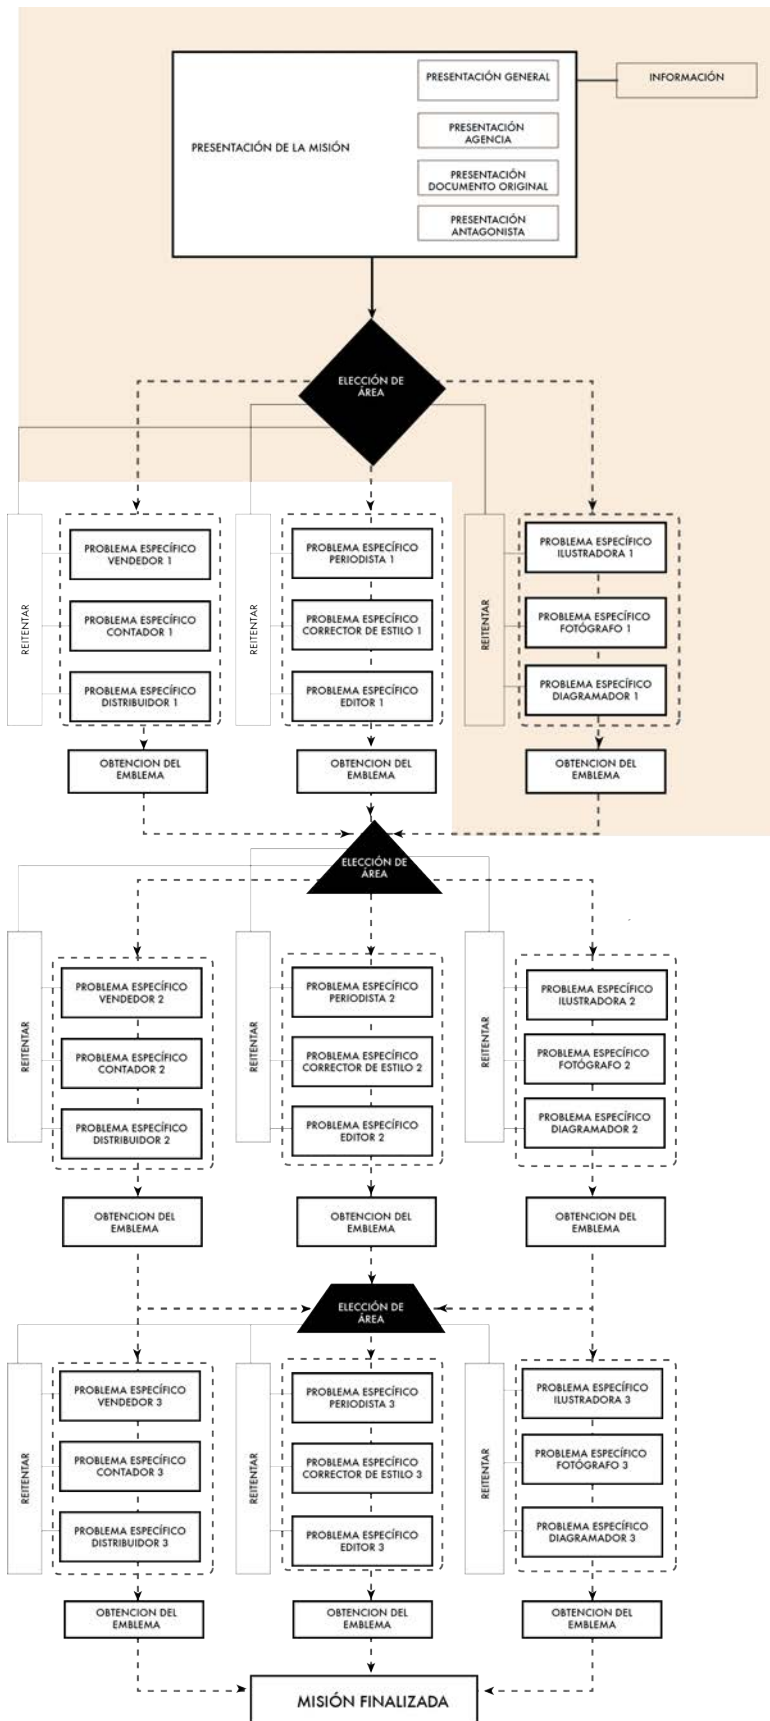 PRESENTACIÓN GENERAL
INFORMACIÓN
PRESENTACIÓN
AGENCIA
PRESENTACIÓN DE LA MISIÓN
PRESENTACIÓN
DOCUMENTO ORIGINAL
PRESENTACIÓN
ANTAGONISTA
ELECCIÓN DE
ÁREA
REITENTAR
PROBLEMA ESPECÍFICO
VENDEDOR 1
PROBLEMA ESPECÍFICO
CONTADOR 1
PROBLEMA ESPECÍFICO
DISTRIBUIDOR 1
OBTENCION DEL
EMBLEMA
REITENTAR
PROBLEMA ESPECÍFICO
PERIODISTA 1
PROBLEMA ESPECÍFICO
CORRECTOR DE ESTILO 1
PROBLEMA ESPECÍFICO
EDITOR 1
OBTENCION DEL
EMBLEMA
REITENTAR
PROBLEMA ESPECÍFICO
ILUSTRADORA 1
PROBLEMA ESPECÍFICO
FOTÓGRAFO 1
PROBLEMA ESPECÍFICO
DIAGRAMADOR 1
OBTENCION DEL
EMBLEMA
ELECCIÓN DE
ÁREA
REITENTAR
PROBLEMA ESPECÍFICO
VENDEDOR 2
PROBLEMA ESPECÍFICO
CONTADOR 2
PROBLEMA ESPECÍFICO
DISTRIBUIDOR 2
OBTENCION DEL
EMBLEMA
REITENTAR
PROBLEMA ESPECÍFICO
PERIODISTA 2
PROBLEMA ESPECÍFICO
CORRECTOR DE ESTILO 2
PROBLEMA ESPECÍFICO
EDITOR 2
OBTENCION DEL
EMBLEMA
REITENTAR
PROBLEMA ESPECÍFICO
ILUSTRADORA 2
PROBLEMA ESPECÍFICO
FOTÓGRAFO 2
PROBLEMA ESPECÍFICO
DIAGRAMADOR 2
OBTENCION DEL
EMBLEMA
ELECCIÓN DE
ÁREA
REITENTAR
PROBLEMA ESPECÍFICO
VENDEDOR 3
PROBLEMA ESPECÍFICO
CONTADOR 3
PROBLEMA ESPECÍFICO
DISTRIBUIDOR 3
OBTENCION DEL
EMBLEMA
REITENTAR
PROBLEMA ESPECÍFICO
PERIODISTA 3
PROBLEMA ESPECÍFICO
CORRECTOR DE ESTILO 3
PROBLEMA ESPECÍFICO
EDITOR 3
OBTENCION DEL
EMBLEMA
REITENTAR
PROBLEMA ESPECÍFICO
ILUSTRADORA 3
PROBLEMA ESPECÍFICO
FOTÓGRAFO 3
PROBLEMA ESPECÍFICO
DIAGRAMADOR 3
OBTENCION DEL
EMBLEMA
MISIÓN FINALIZADA